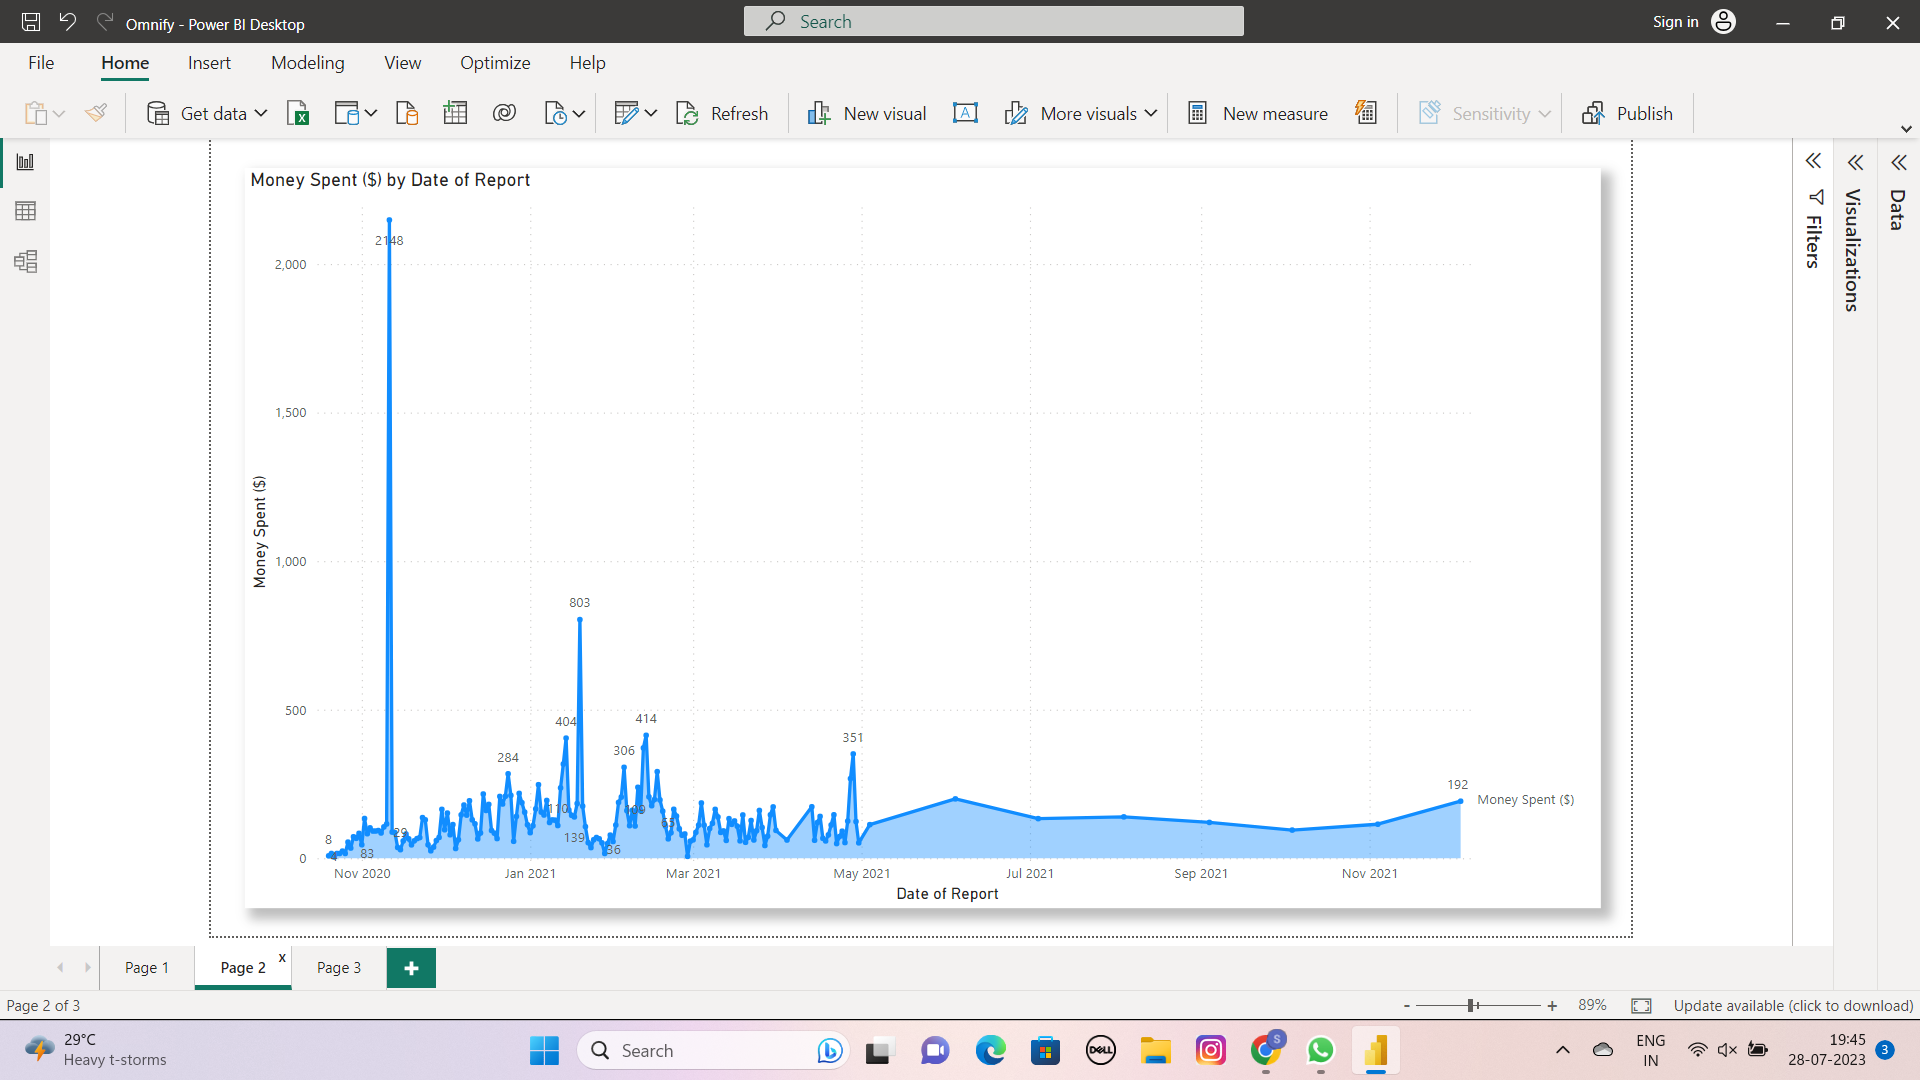 Omnify - Power BI Desktop
Search
Sign in
File Home Insert Modeling View Optimize Help
Get data Refresh New visual A More visuals New measure Sensitivity Publish
Money Spent ($) by Date of Report
Filters
Visualizations
Data
Money Spent ($)
2,000
1,500
1,000
500
0
2148
803
404
414
284
306
351
192
Money Spent ($)
110
109
65
139
36
29
83
8
4
Nov 2020 Jan 2021 Mar 2021 May 2021 Jul 2021 Sep 2021 Nov 2021
Date of Report
Page 1 Page 2 x Page 3 +
Page 2 of 3
- + 89% Update available (click to download)
29°C
Heavy t-storms
Search
DELL
S
ENG
IN
19:45
28-07-2023
3